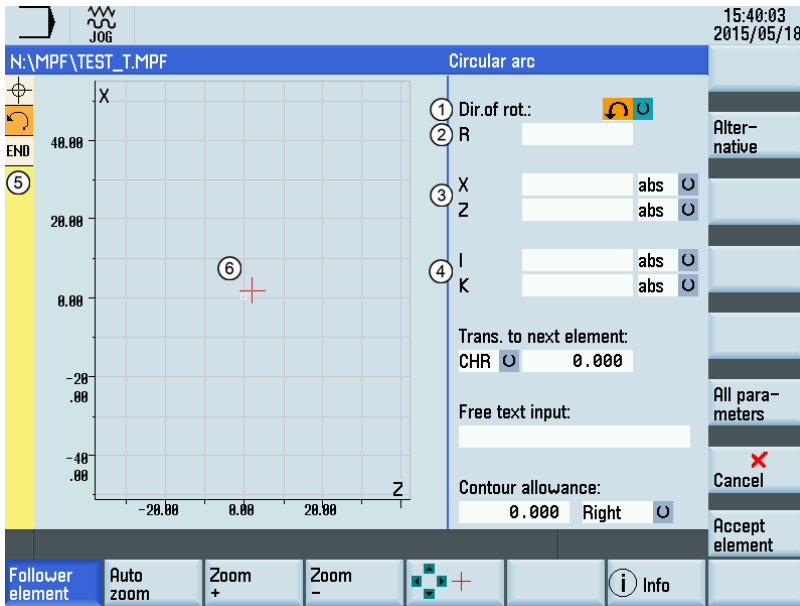 JOG
15:40:03
2015/05/18
N:\MPF\TEST_T.MPF
Circular arc
X
40.00
20.00
0.00
-20
.00
-40
.00
-20.00
0.00
20.00
Z
END
5
6
1 Dir.of rot.:
2 R
3
X abs
Z abs
4
I abs
K abs
Trans. to next element:
CHR 0.000
Free text input:
Contour allowance:
0.000 Right
Alter-
native
All para-
meters
Cancel
Accept
element
Follower
element
Auto
zoom
Zoom
+
Zoom
-
i Info